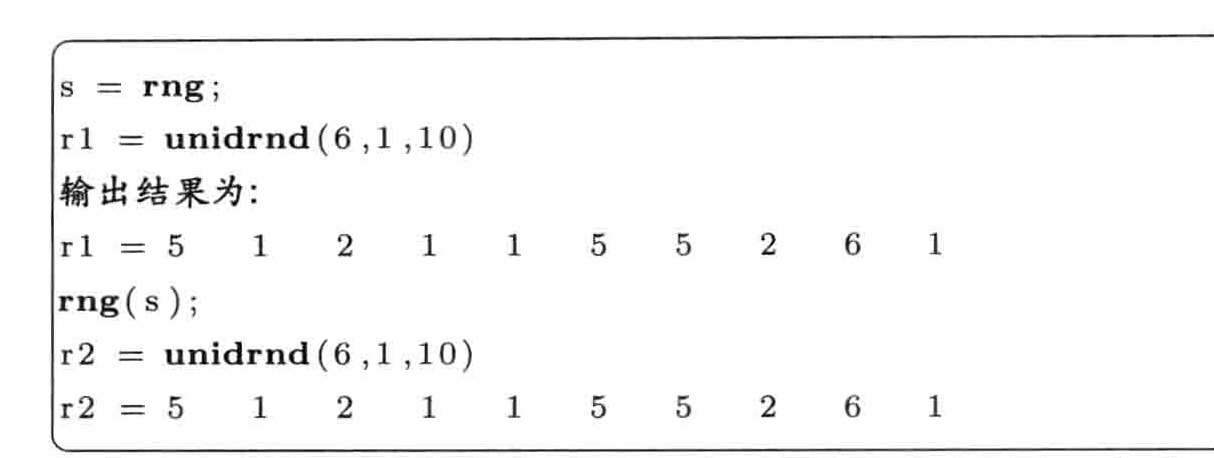 s = rng;
r1 = unidrnd(6,1,10)
输出结果为:
r1 = 5 1 2 1 1 5 5 2 6 1
rng(s);
r2 = unidrnd(6,1,10)
r2 = 5 1 2 1 1 5 5 2 6 1